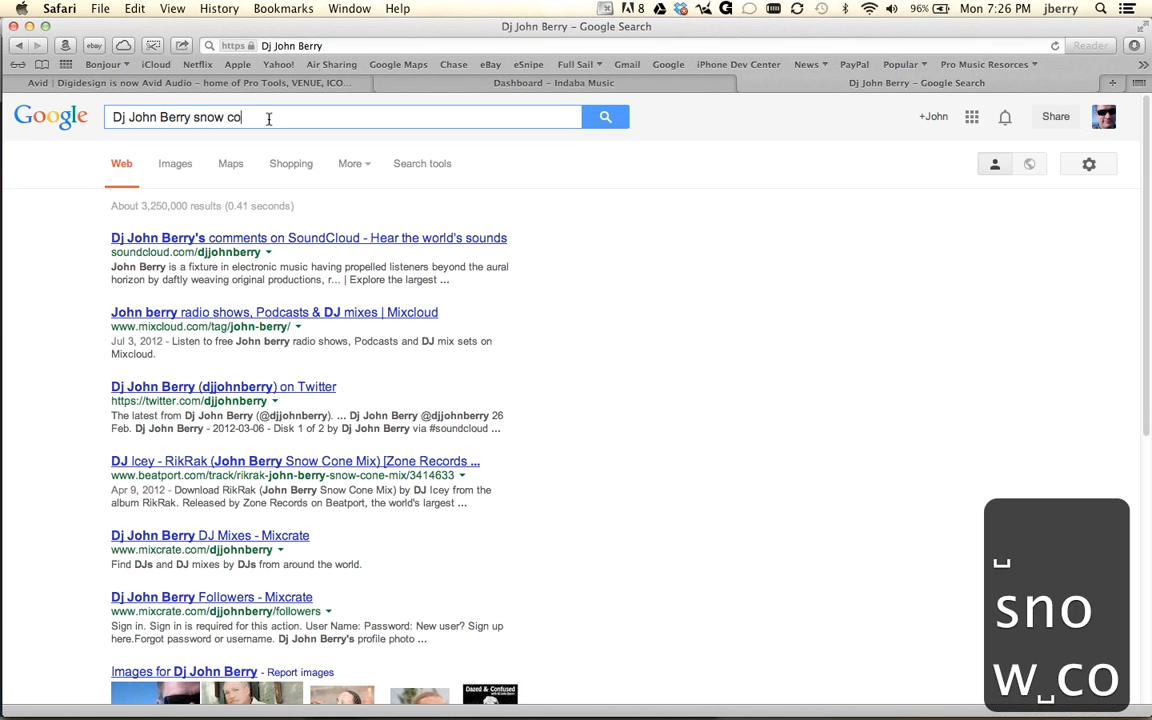 Safari File Edit View History Bookmarks Window Help 8 96% Mon 7:26 PM jberry
Dj John Berry – Google Search
ebay https Dj John Berry Reader
Bonjour iCloud Netflix Apple Yahoo! Air Sharing Google Maps Chase eBay eSnipe Full Sail Gmail Google iPhone Dev Center News PayPal Popular Pro Music Resorces
Avid | Digidesign is now Avid Audio – home of Pro Tools, VENUE, ICO... Dashboard – Indaba Music Dj John Berry – Google Search
Google Dj John Berry snow co +John Share
Web Images Maps Shopping More Search tools
About 3,250,000 results (0.41 seconds)
Dj John Berry's comments on SoundCloud - Hear the world's sounds
soundcloud.com/djjohnberry
John Berry is a fixture in electronic music having propelled listeners beyond the aural
horizon by daftly weaving original productions, r... | Explore the largest ...
John berry radio shows, Podcasts & DJ mixes | Mixcloud
www.mixcloud.com/tag/john-berry/
Jul 3, 2012 - Listen to free John berry radio shows, Podcasts and DJ mix sets on
Mixcloud.
Dj John Berry (djjohnberry) on Twitter
https://twitter.com/djjohnberry
The latest from Dj John Berry (@djjohnberry). ... Dj John Berry @djjohnberry 26
Feb. Dj John Berry - 2012-03-06 - Disk 1 of 2 by Dj John Berry via #soundcloud ...
DJ Icey - RikRak (John Berry Snow Cone Mix) [Zone Records ...
www.beatport.com/track/rikrak-john-berry-snow-cone-mix/3414633
Apr 9, 2012 - Download RikRak (John Berry Snow Cone Mix) by DJ Icey from the
album RikRak. Released by Zone Records on Beatport, the world's largest ...
Dj John Berry DJ Mixes - Mixcrate
www.mixcrate.com/djjohnberry
Find DJs and DJ mixes by DJs from around the world.
Dj John Berry Followers - Mixcrate
www.mixcrate.com/djjohnberry/followers
Sign in. Sign in is required for this action. User Name: Password: New user? Sign up
here.Forgot password or username. Dj John Berry's profile photo ...
Images for Dj John Berry - Report images
Dazed & Confused
␣
sno
w␣co